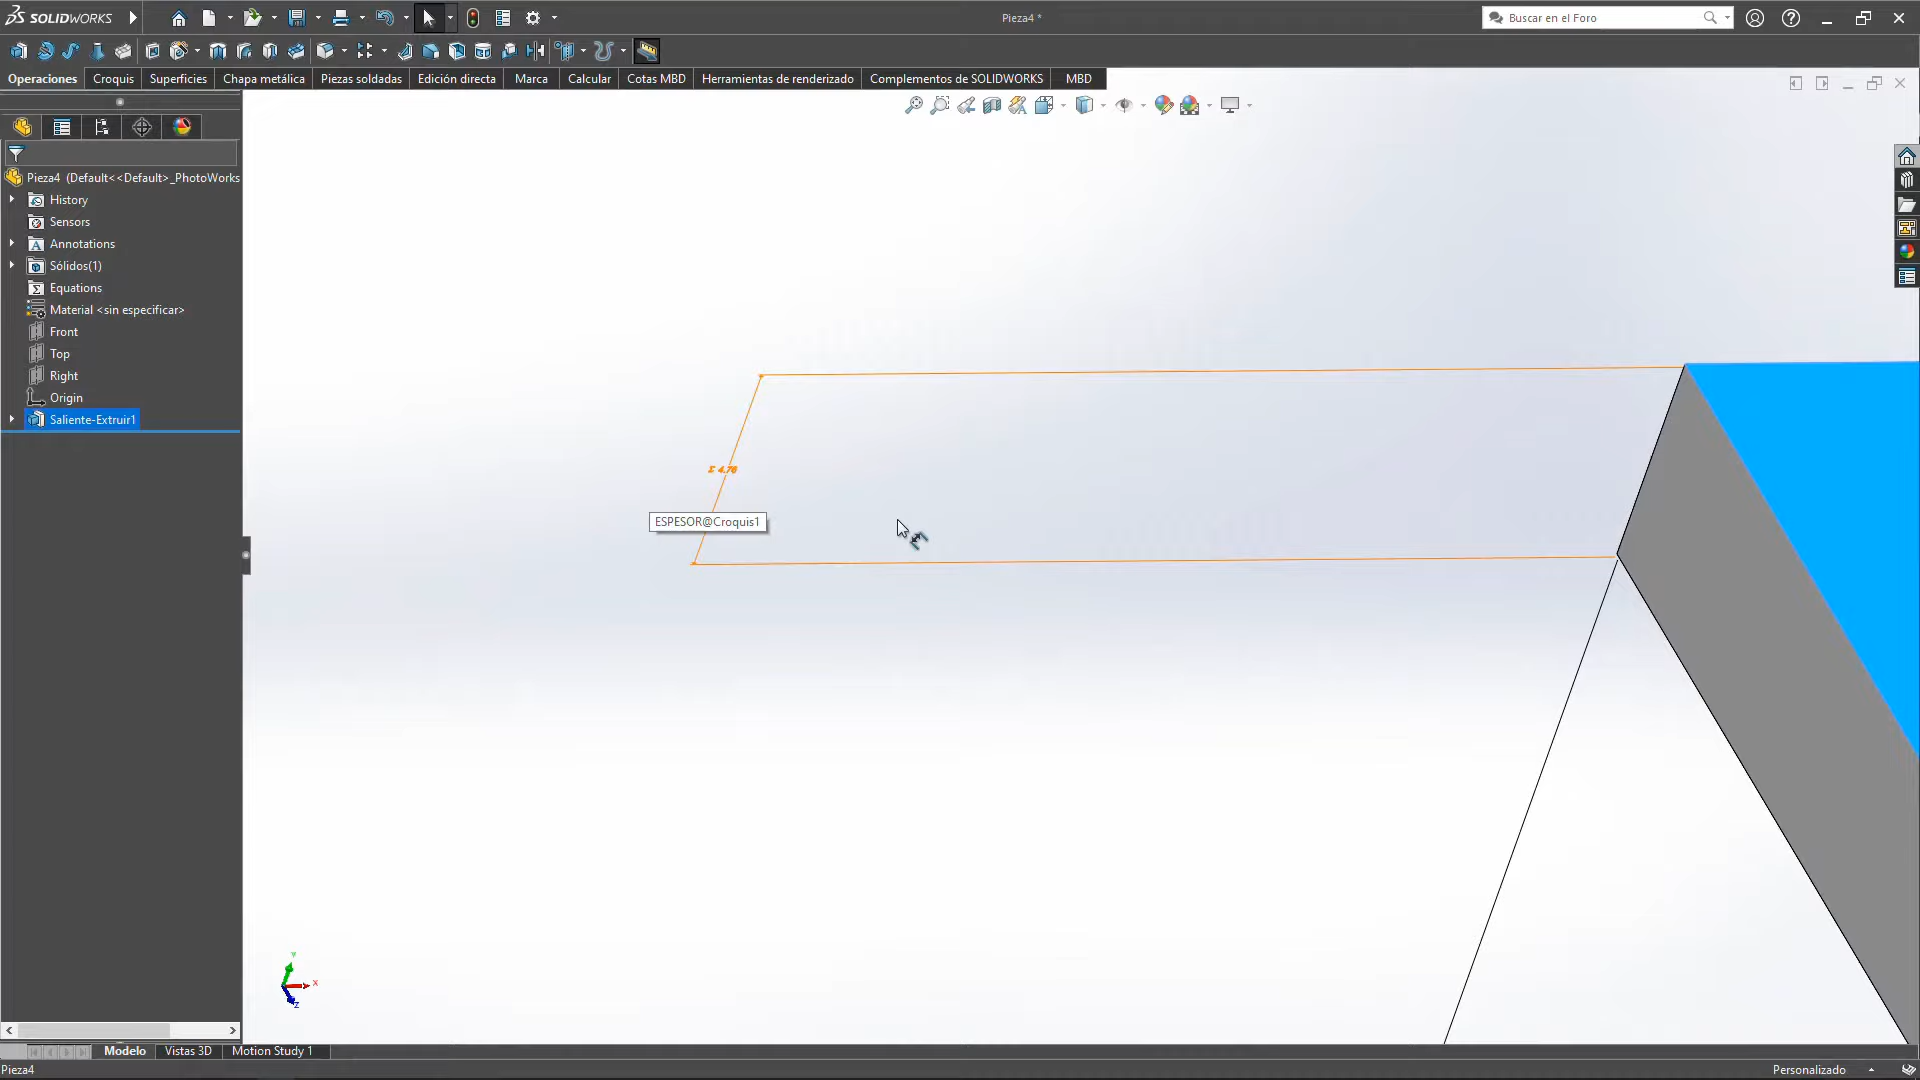 SOLIDWORKS
Pieza4 *
Buscar en el Foro
Operaciones
Croquis
Superficies
Chapa metálica
Piezas soldadas
Edición directa
Marca
Calcular
Cotas MBD
Herramientas de renderizado
Complementos de SOLIDWORKS
MBD
Pieza4 (Default<<Default>_PhotoWorks
History
Sensors
Annotations
Sólidos(1)
Equations
Material <sin especificar>
Front
Top
Right
Origin
Saliente-Extruir1
Σ 4.76
ESPESOR@Croquis1
Y
X
Z
Modelo
Vistas 3D
Motion Study 1
Pieza4
Personalizado